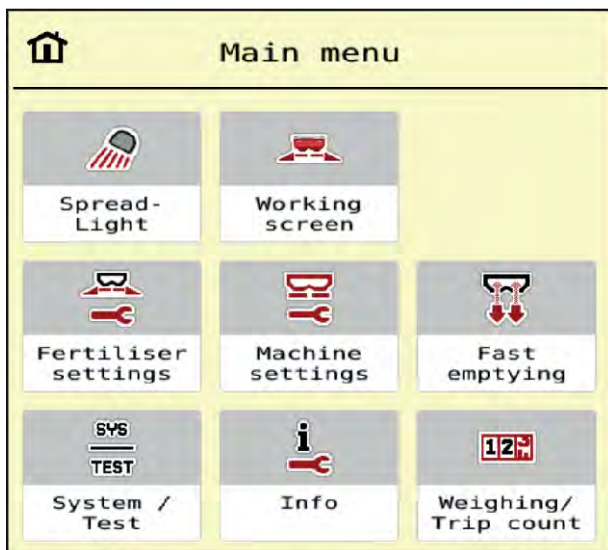 Main menu
Spread-
Light
Working
screen
Fertiliser
settings
Machine
settings
Fast
emptying
SYS
TEST
System /
Test
i
Info
12
Weighing/
Trip count